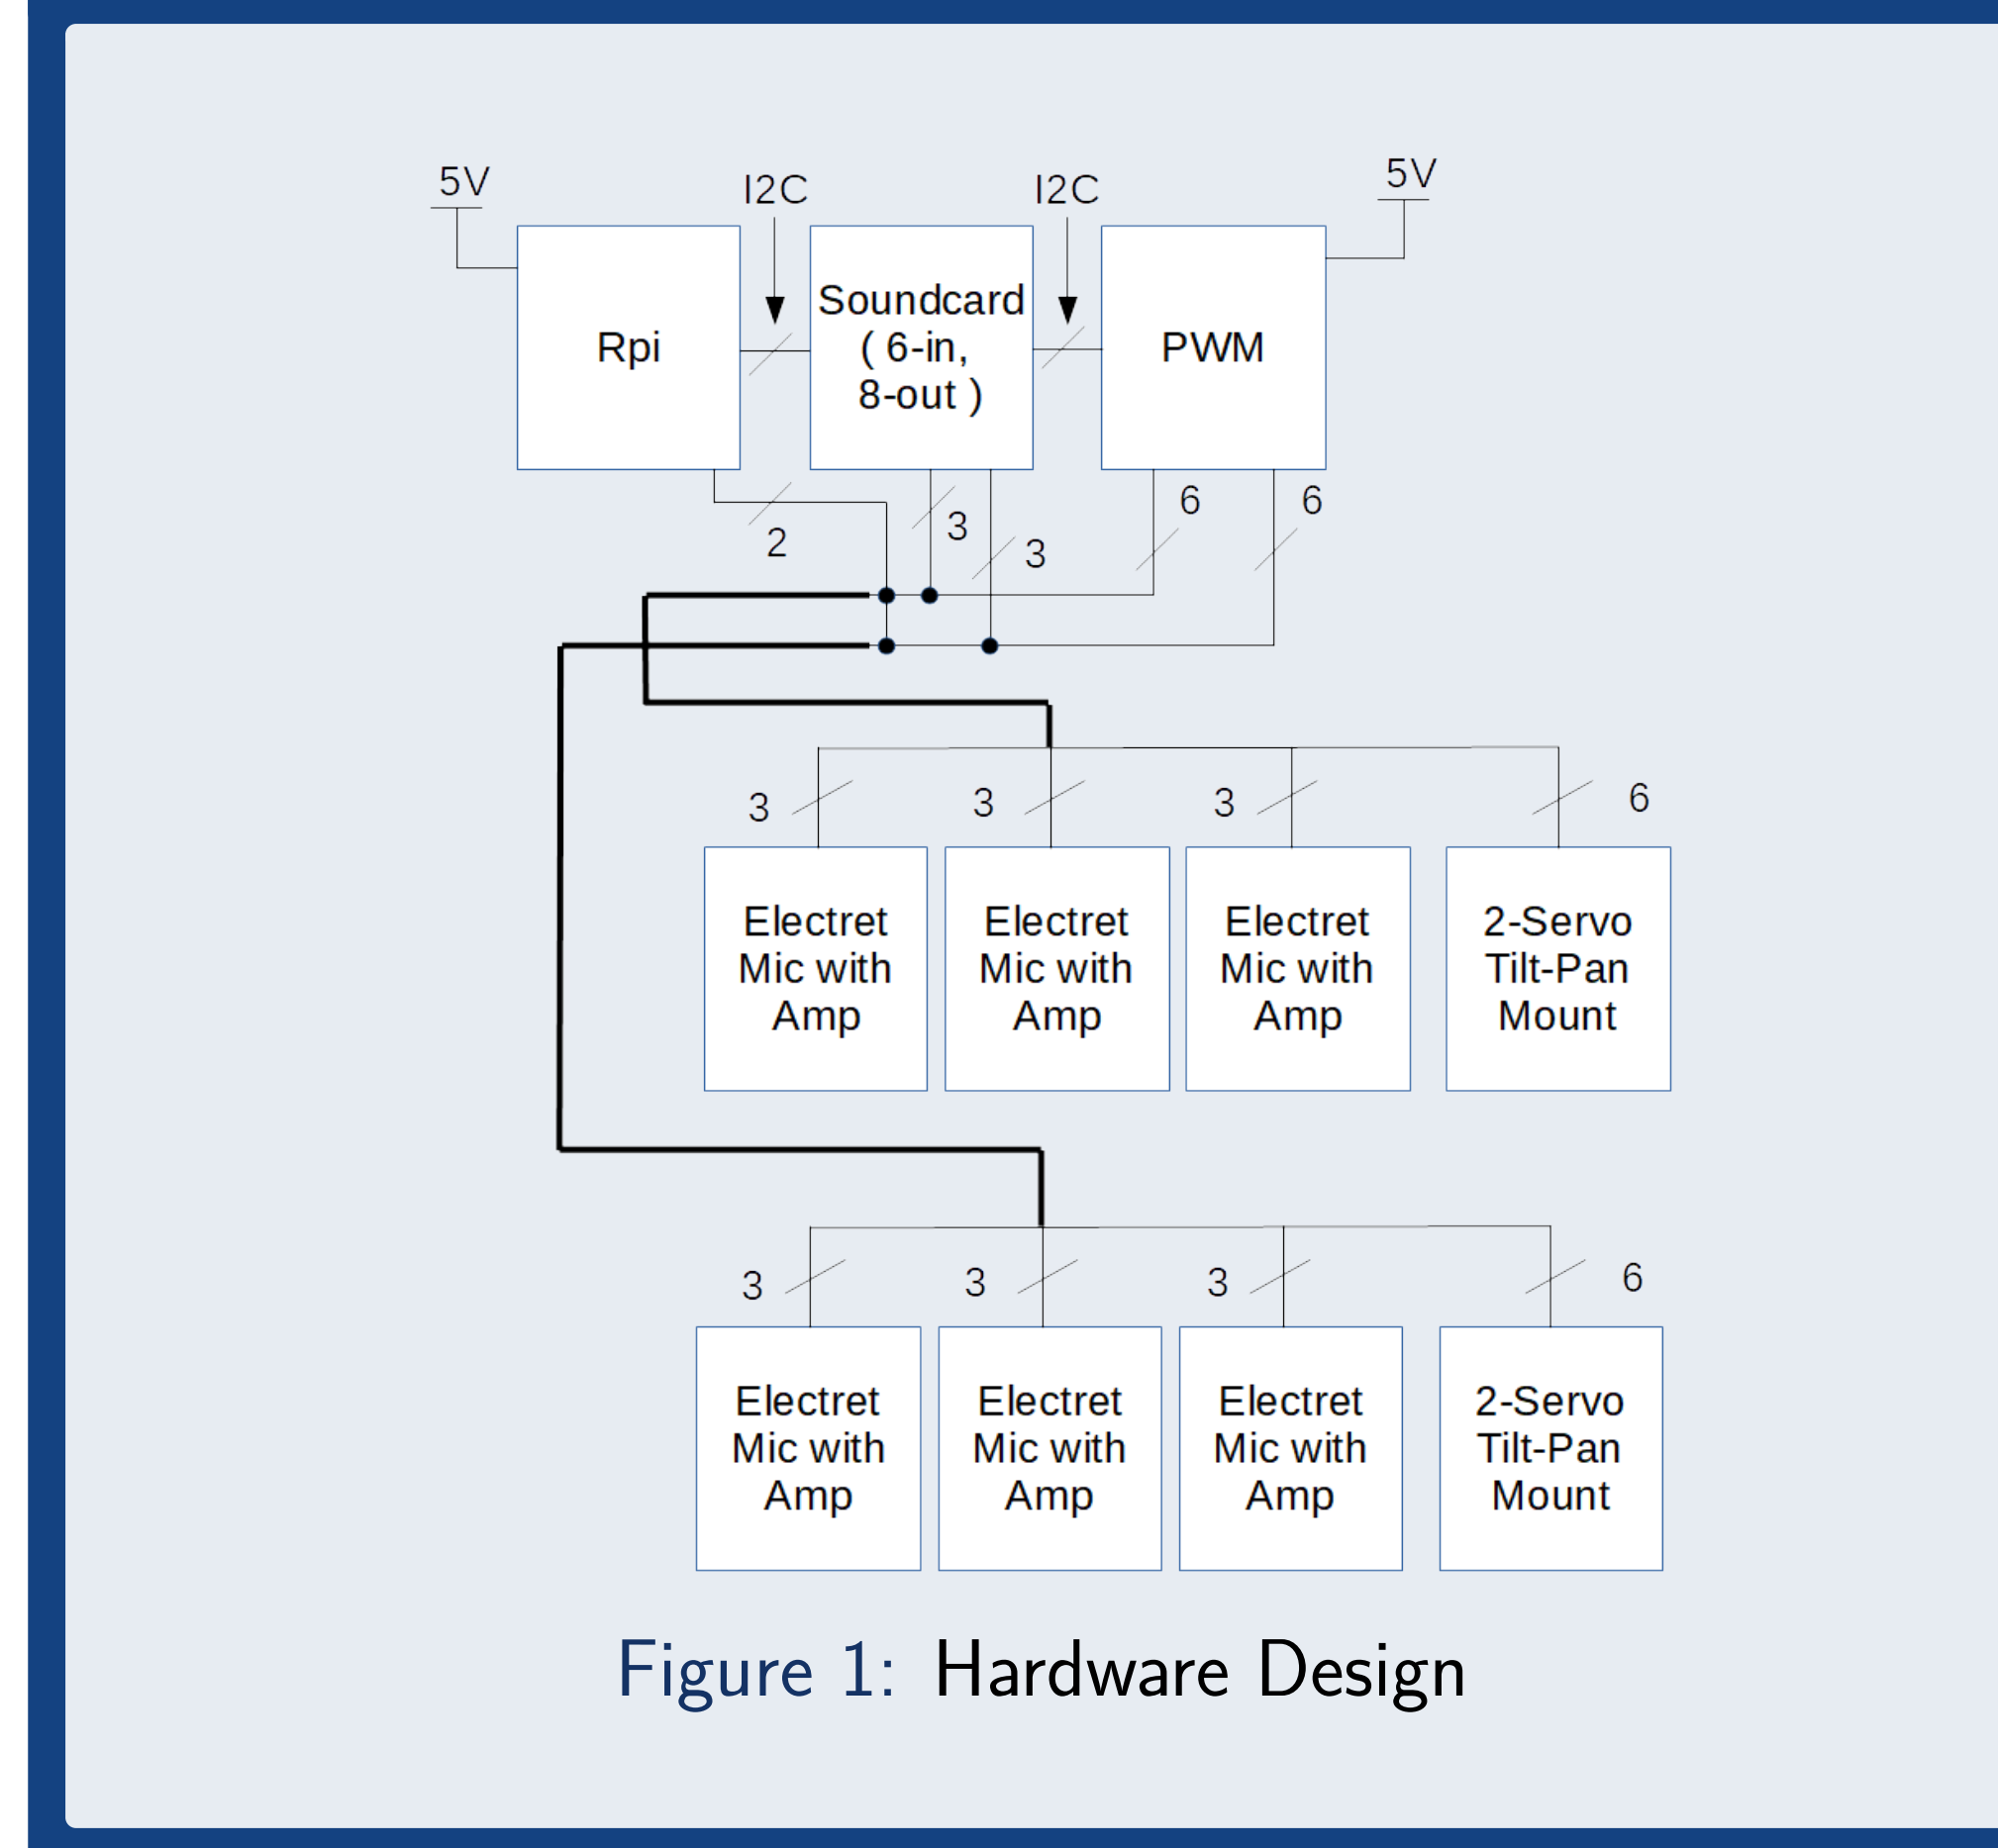 5V
I2C
I2C
5V
Rpi
Soundcard
( 6-in,
8-out )
PWM
2
3
3
6
6
3
3
3
6
Electret
Mic with
Amp
Electret
Mic with
Amp
Electret
Mic with
Amp
2-Servo
Tilt-Pan
Mount
3
3
3
6
Electret
Mic with
Amp
Electret
Mic with
Amp
Electret
Mic with
Amp
2-Servo
Tilt-Pan
Mount
Figure 1: Hardware Design